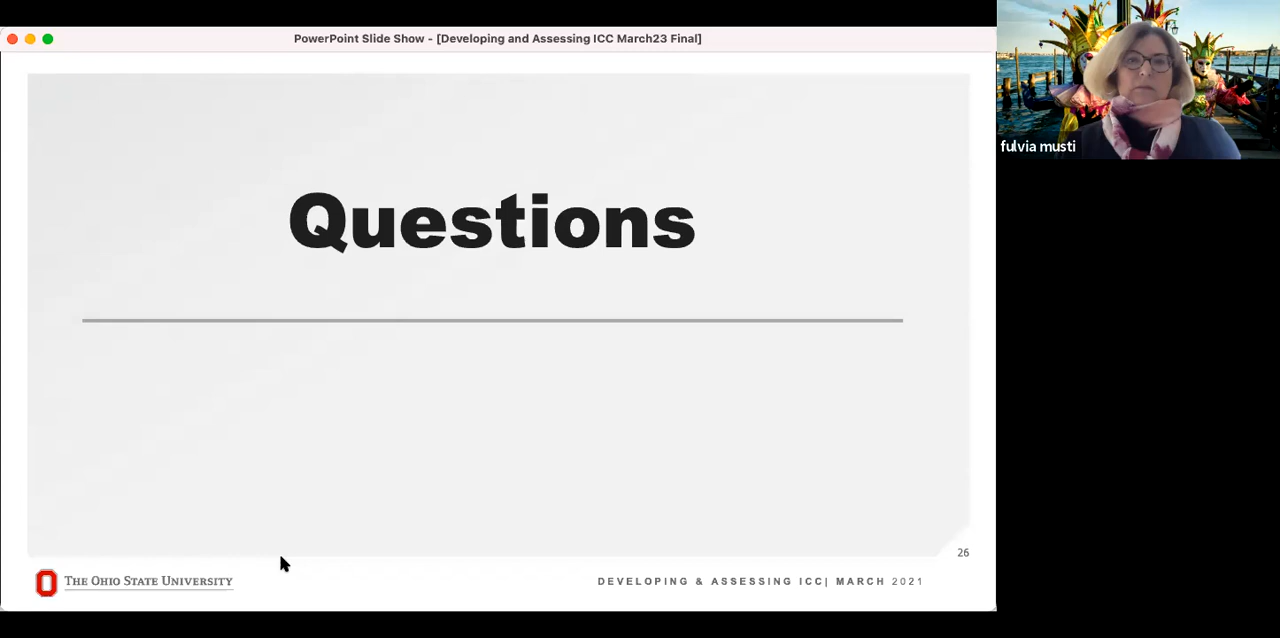 PowerPoint Slide Show - [Developing and Assessing ICC March23 Final]
fulvia musti
Questions
26
THE OHIO STATE UNIVERSITY
DEVELOPING & ASSESSING ICC| MARCH 2021